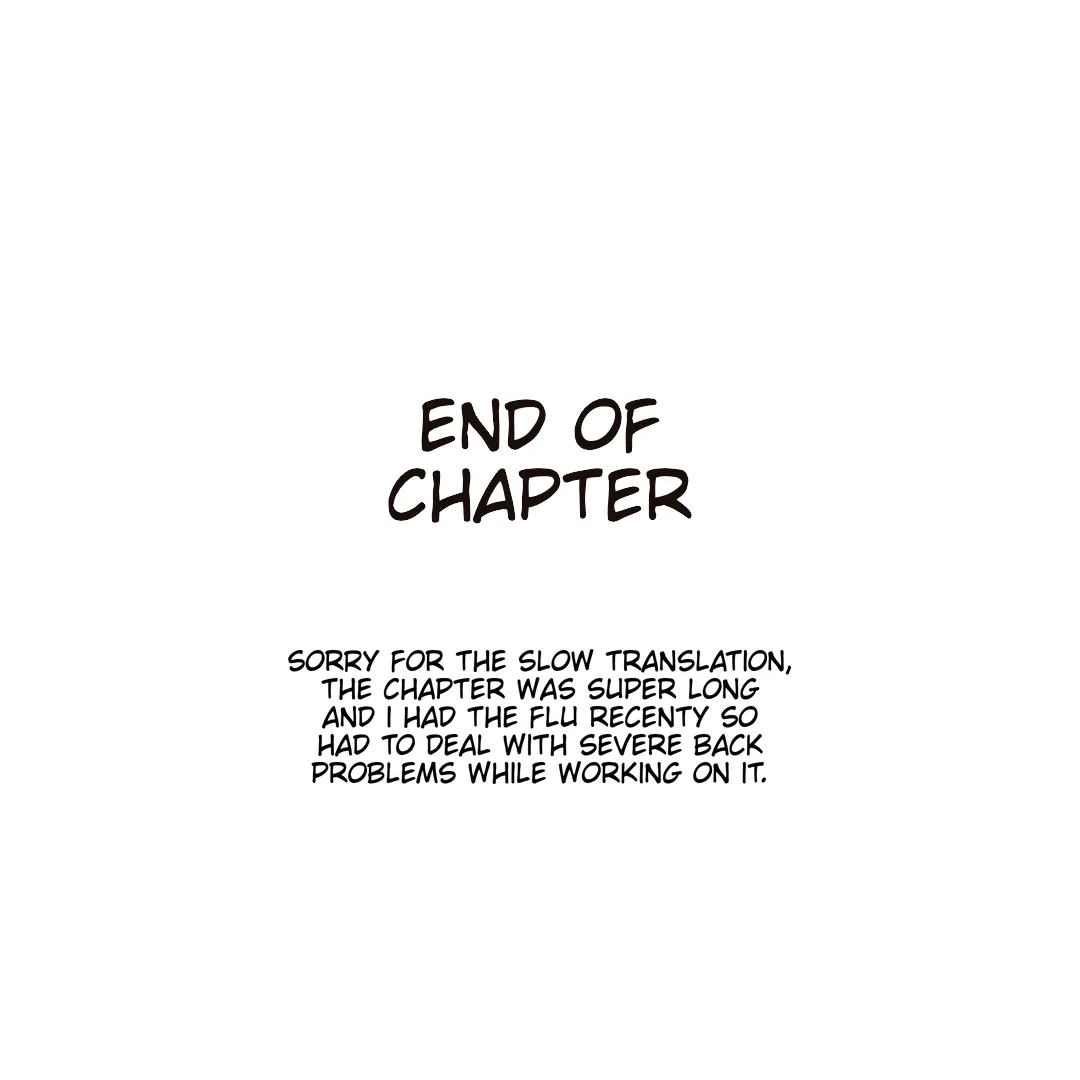 END OF
CHAPTER
SORRY FOR THE SLOW TRANSLATION,
THE CHAPTER WAS SUPER LONG
AND I HAD THE FLU RECENTY SO
HAD TO DEAL WITH SEVERE BACK
PROBLEMS WHILE WORKING ON IT.